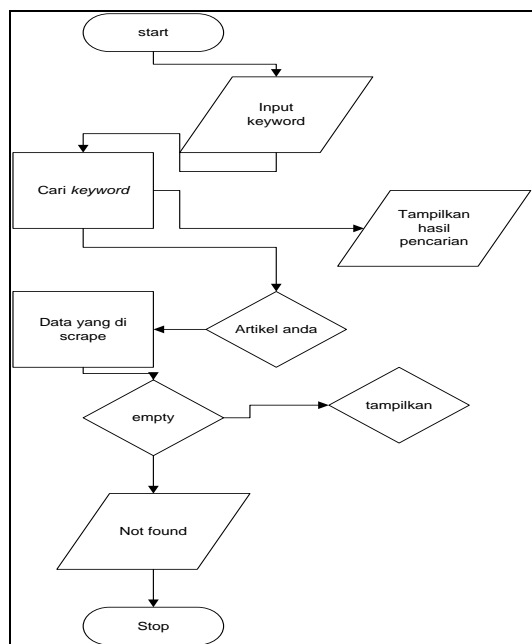 start
Input
keyword
Cari keyword
Tampilkan
hasil
pencarian
Artikel anda
Data yang di
scrape
empty
tampilkan
Not found
Stop